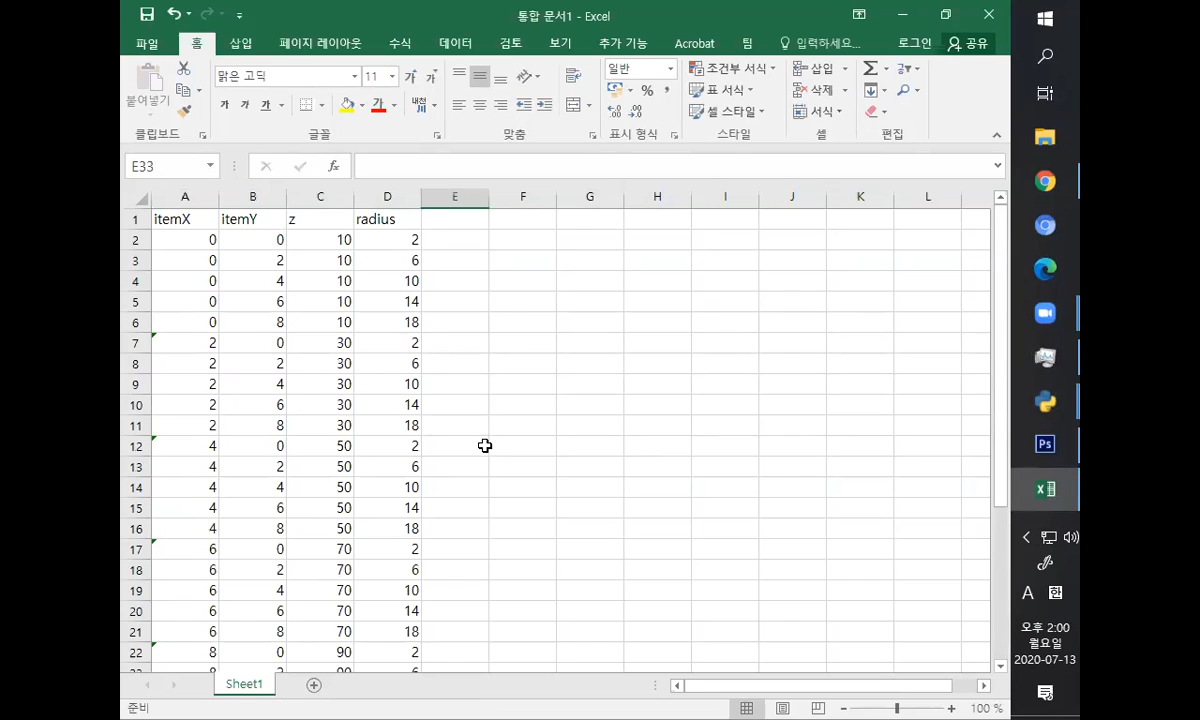 통합 문서1 - Excel
파일 홈 삽입 페이지 레이아웃 수식 데이터 검토 보기 추가 기능 Acrobat 팀 입력하세요... 로그인 공유
붙여넣기
맑은 고딕 11 가 가
가 가 가 가 내천
일반
%
조건부 서식
표 서식
셀 스타일
삽입
삭제
서식
클립보드 글꼴 맞춤 표시 형식 스타일 셀 편집
E33 fx
A B C D E F G H I J K L
1 itemX itemY z radius
2 0 0 10 2
3 0 2 10 6
4 0 4 10 10
5 0 6 10 14
6 0 8 10 18
7 2 0 30 2
8 2 2 30 6
9 2 4 30 10
10 2 6 30 14
11 2 8 30 18
12 4 0 50 2
13 4 2 50 6
14 4 4 50 10
15 4 6 50 14
16 4 8 50 18
17 6 0 70 2
18 6 2 70 6
19 6 4 70 10
20 6 6 70 14
21 6 8 70 18
22 8 0 90 2
Sheet1
준비 100 %
Ps
A 한
오후 2:00
월요일
2020-07-13